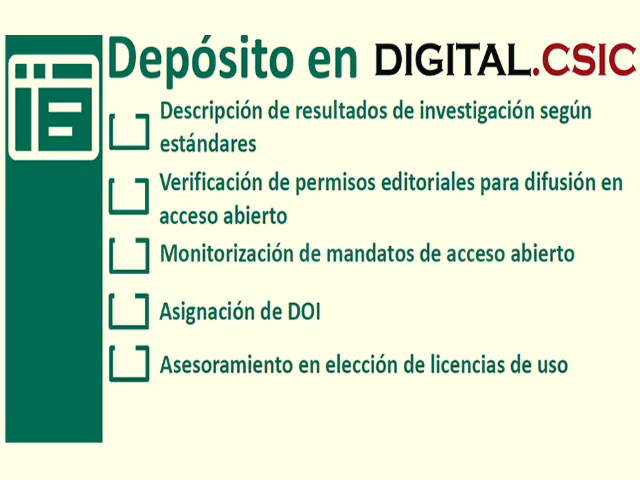 Depósito en DIGITAL.CSIC
Descripción de resultados de investigación según
estándares
Verificación de permisos editoriales para difusión en
acceso abierto
Monitorización de mandatos de acceso abierto
Asignación de DOI
Asesoramiento en elección de licencias de uso